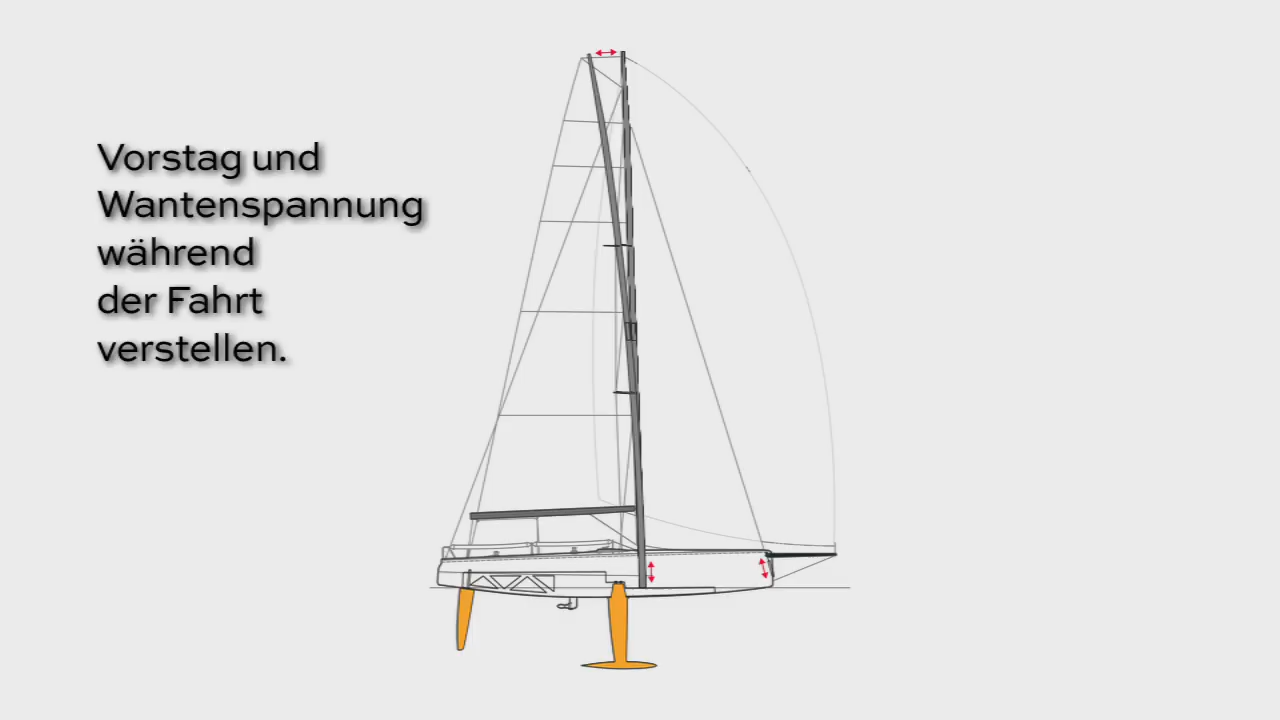 Vorstag und
Wantenspannung
während
der Fahrt
verstellen.